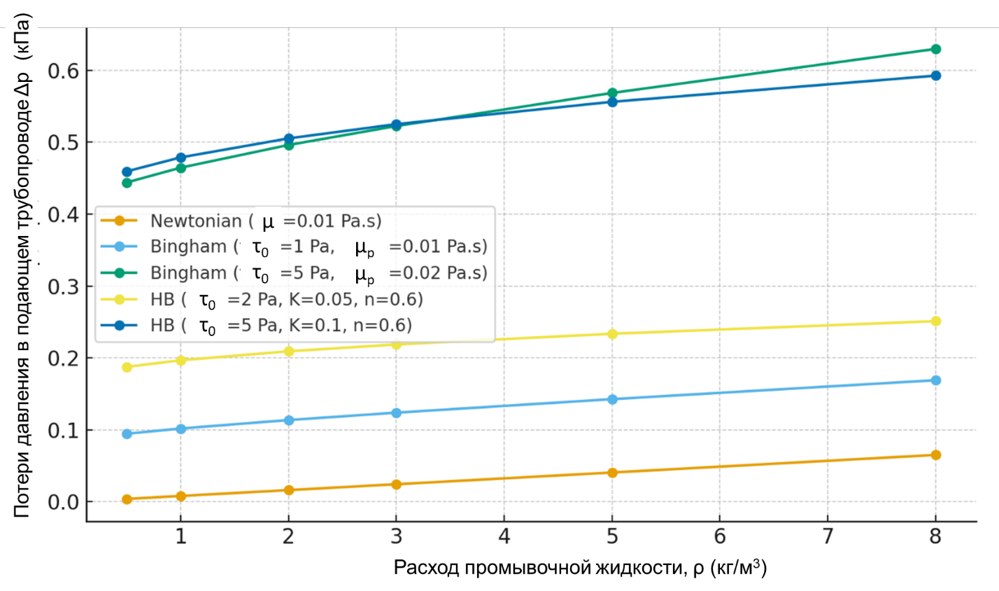 Потери давления в подающем трубопроводе Δp (кПа)
0.6
0.5
0.4
0.3
0.2
0.1
0.0
Newtonian ( μ =0.01 Pa.s)
Bingham ( τ₀ =1 Pa, μₚ =0.01 Pa.s)
Bingham ( τ₀ =5 Pa, μₚ =0.02 Pa.s)
HB ( τ₀ =2 Pa, K=0.05, n=0.6)
HB ( τ₀ =5 Pa, K=0.1, n=0.6)
1 2 3 4 5 6 7 8
Расход промывочной жидкости, ρ (кг/м³)